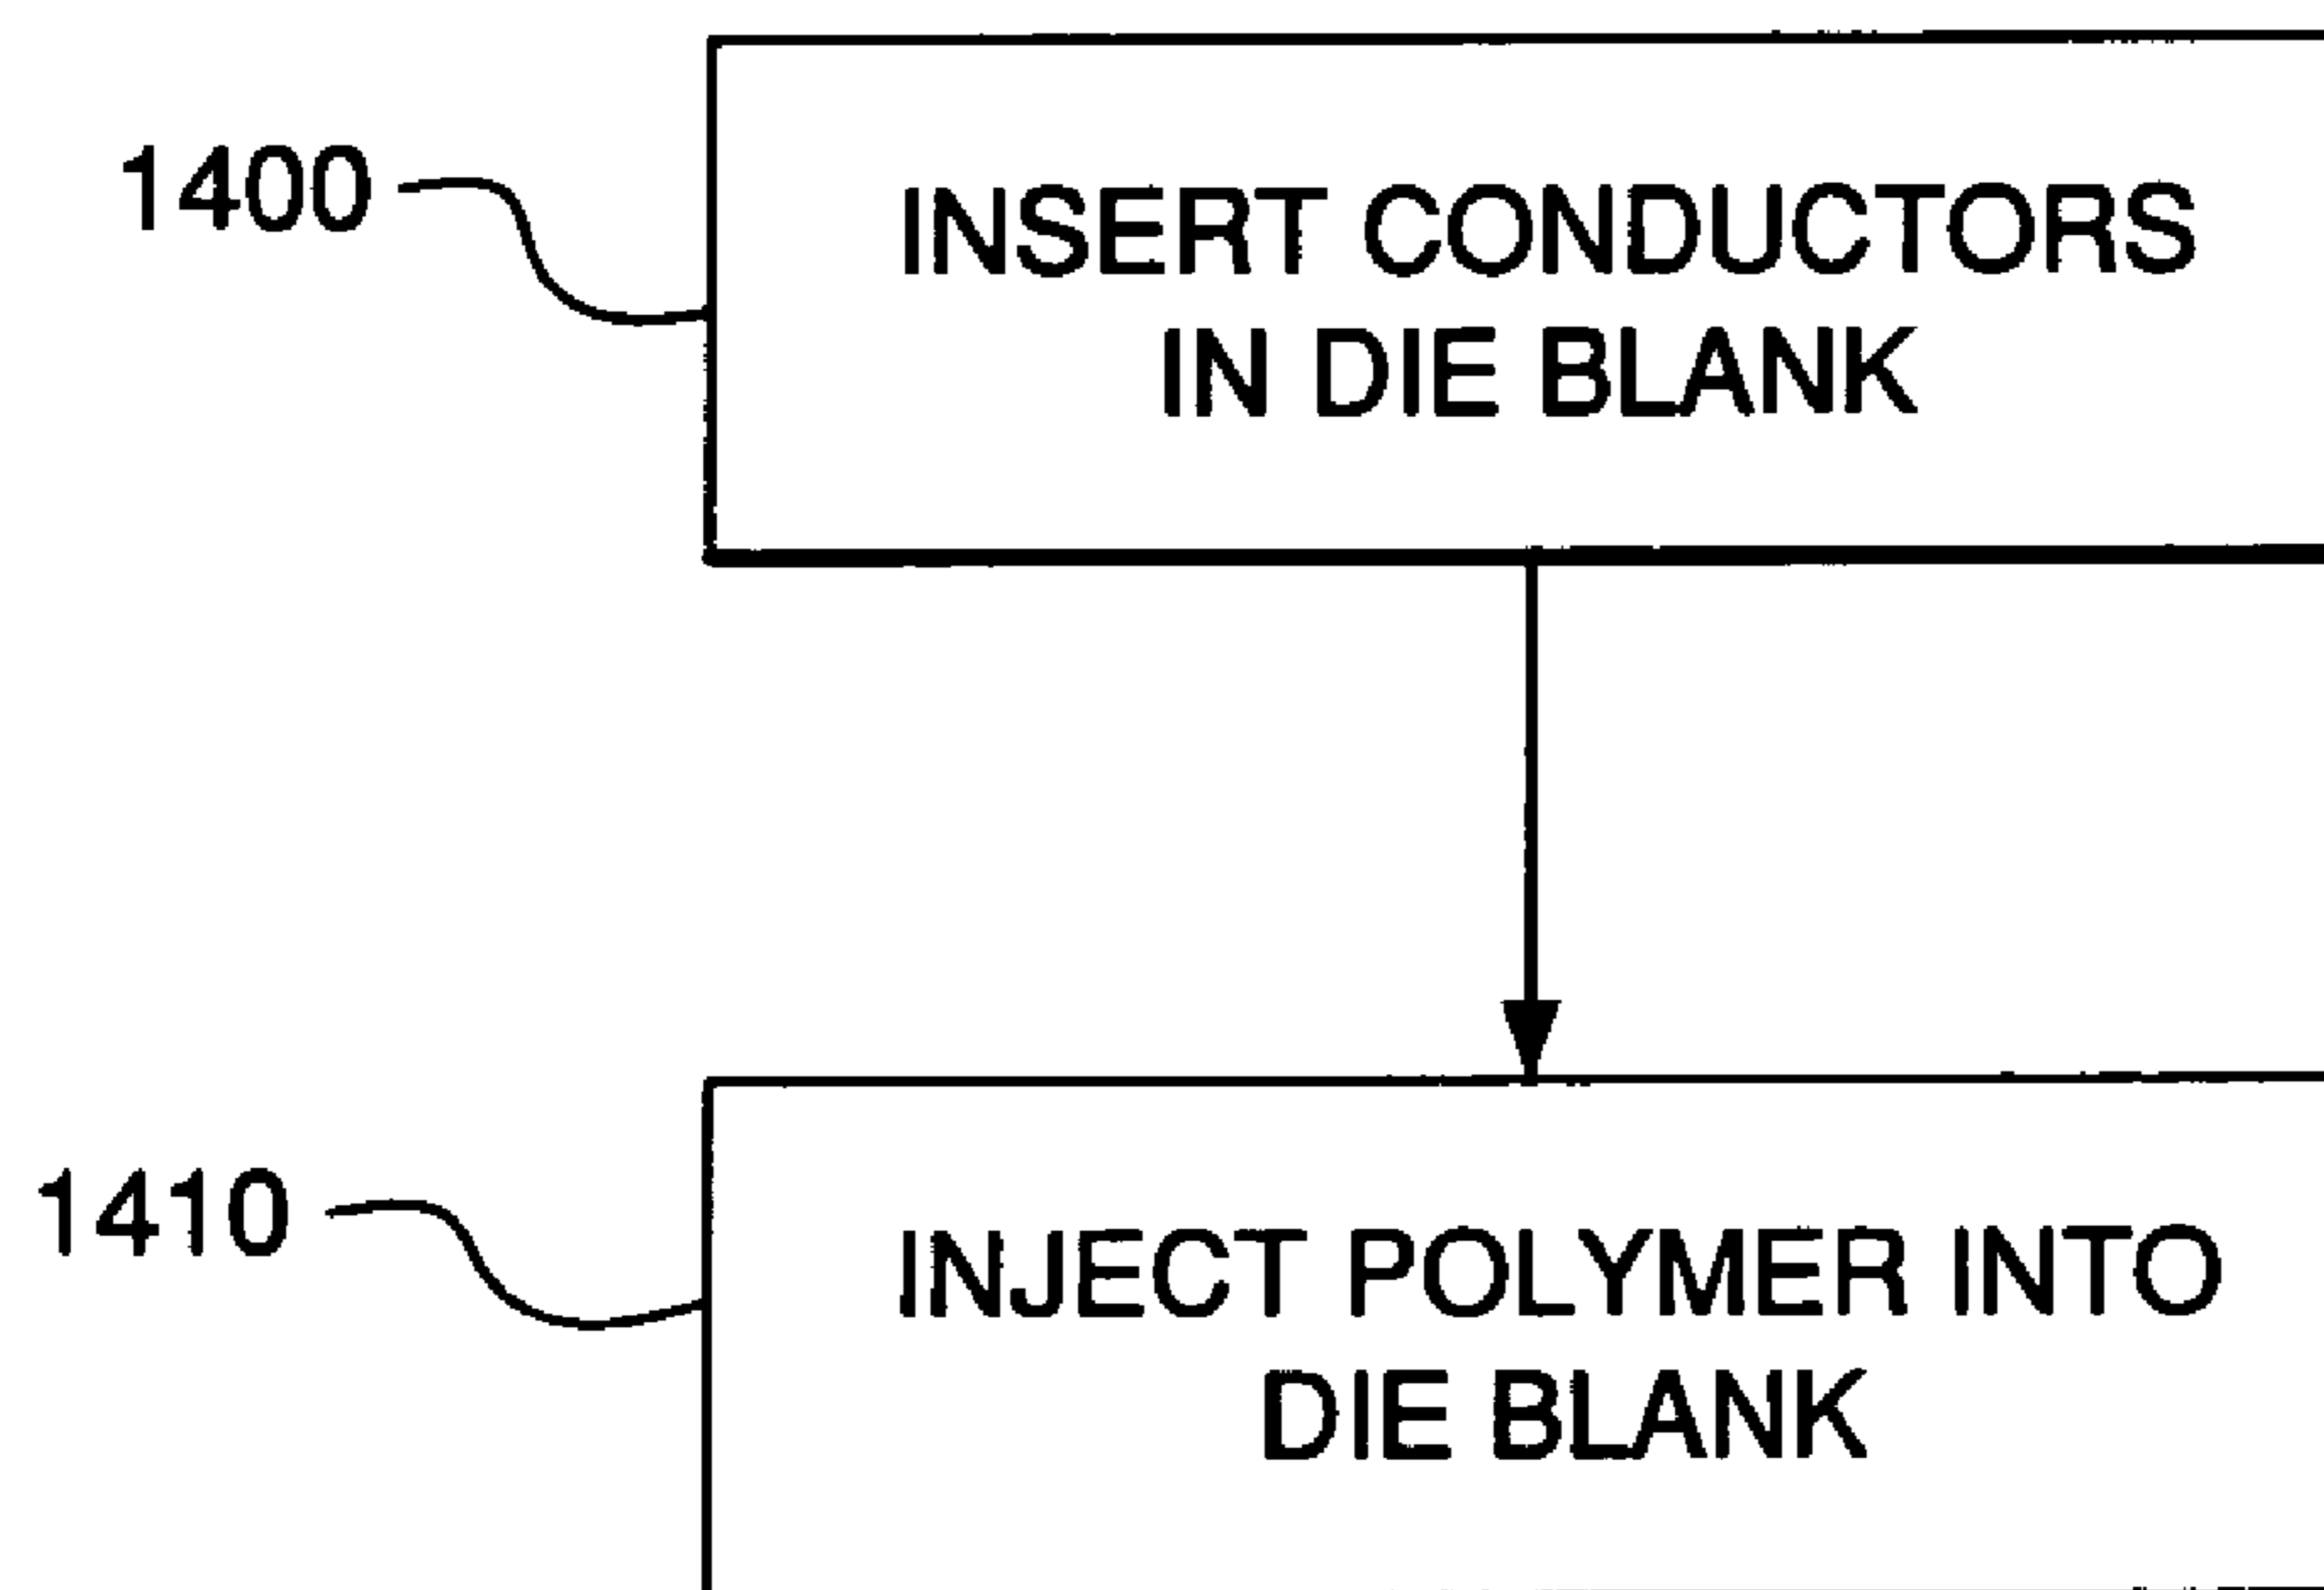 1400
INSERT CONDUCTORS
IN DIE BLANK
1410
INJECT POLYMER INTO
DIE BLANK